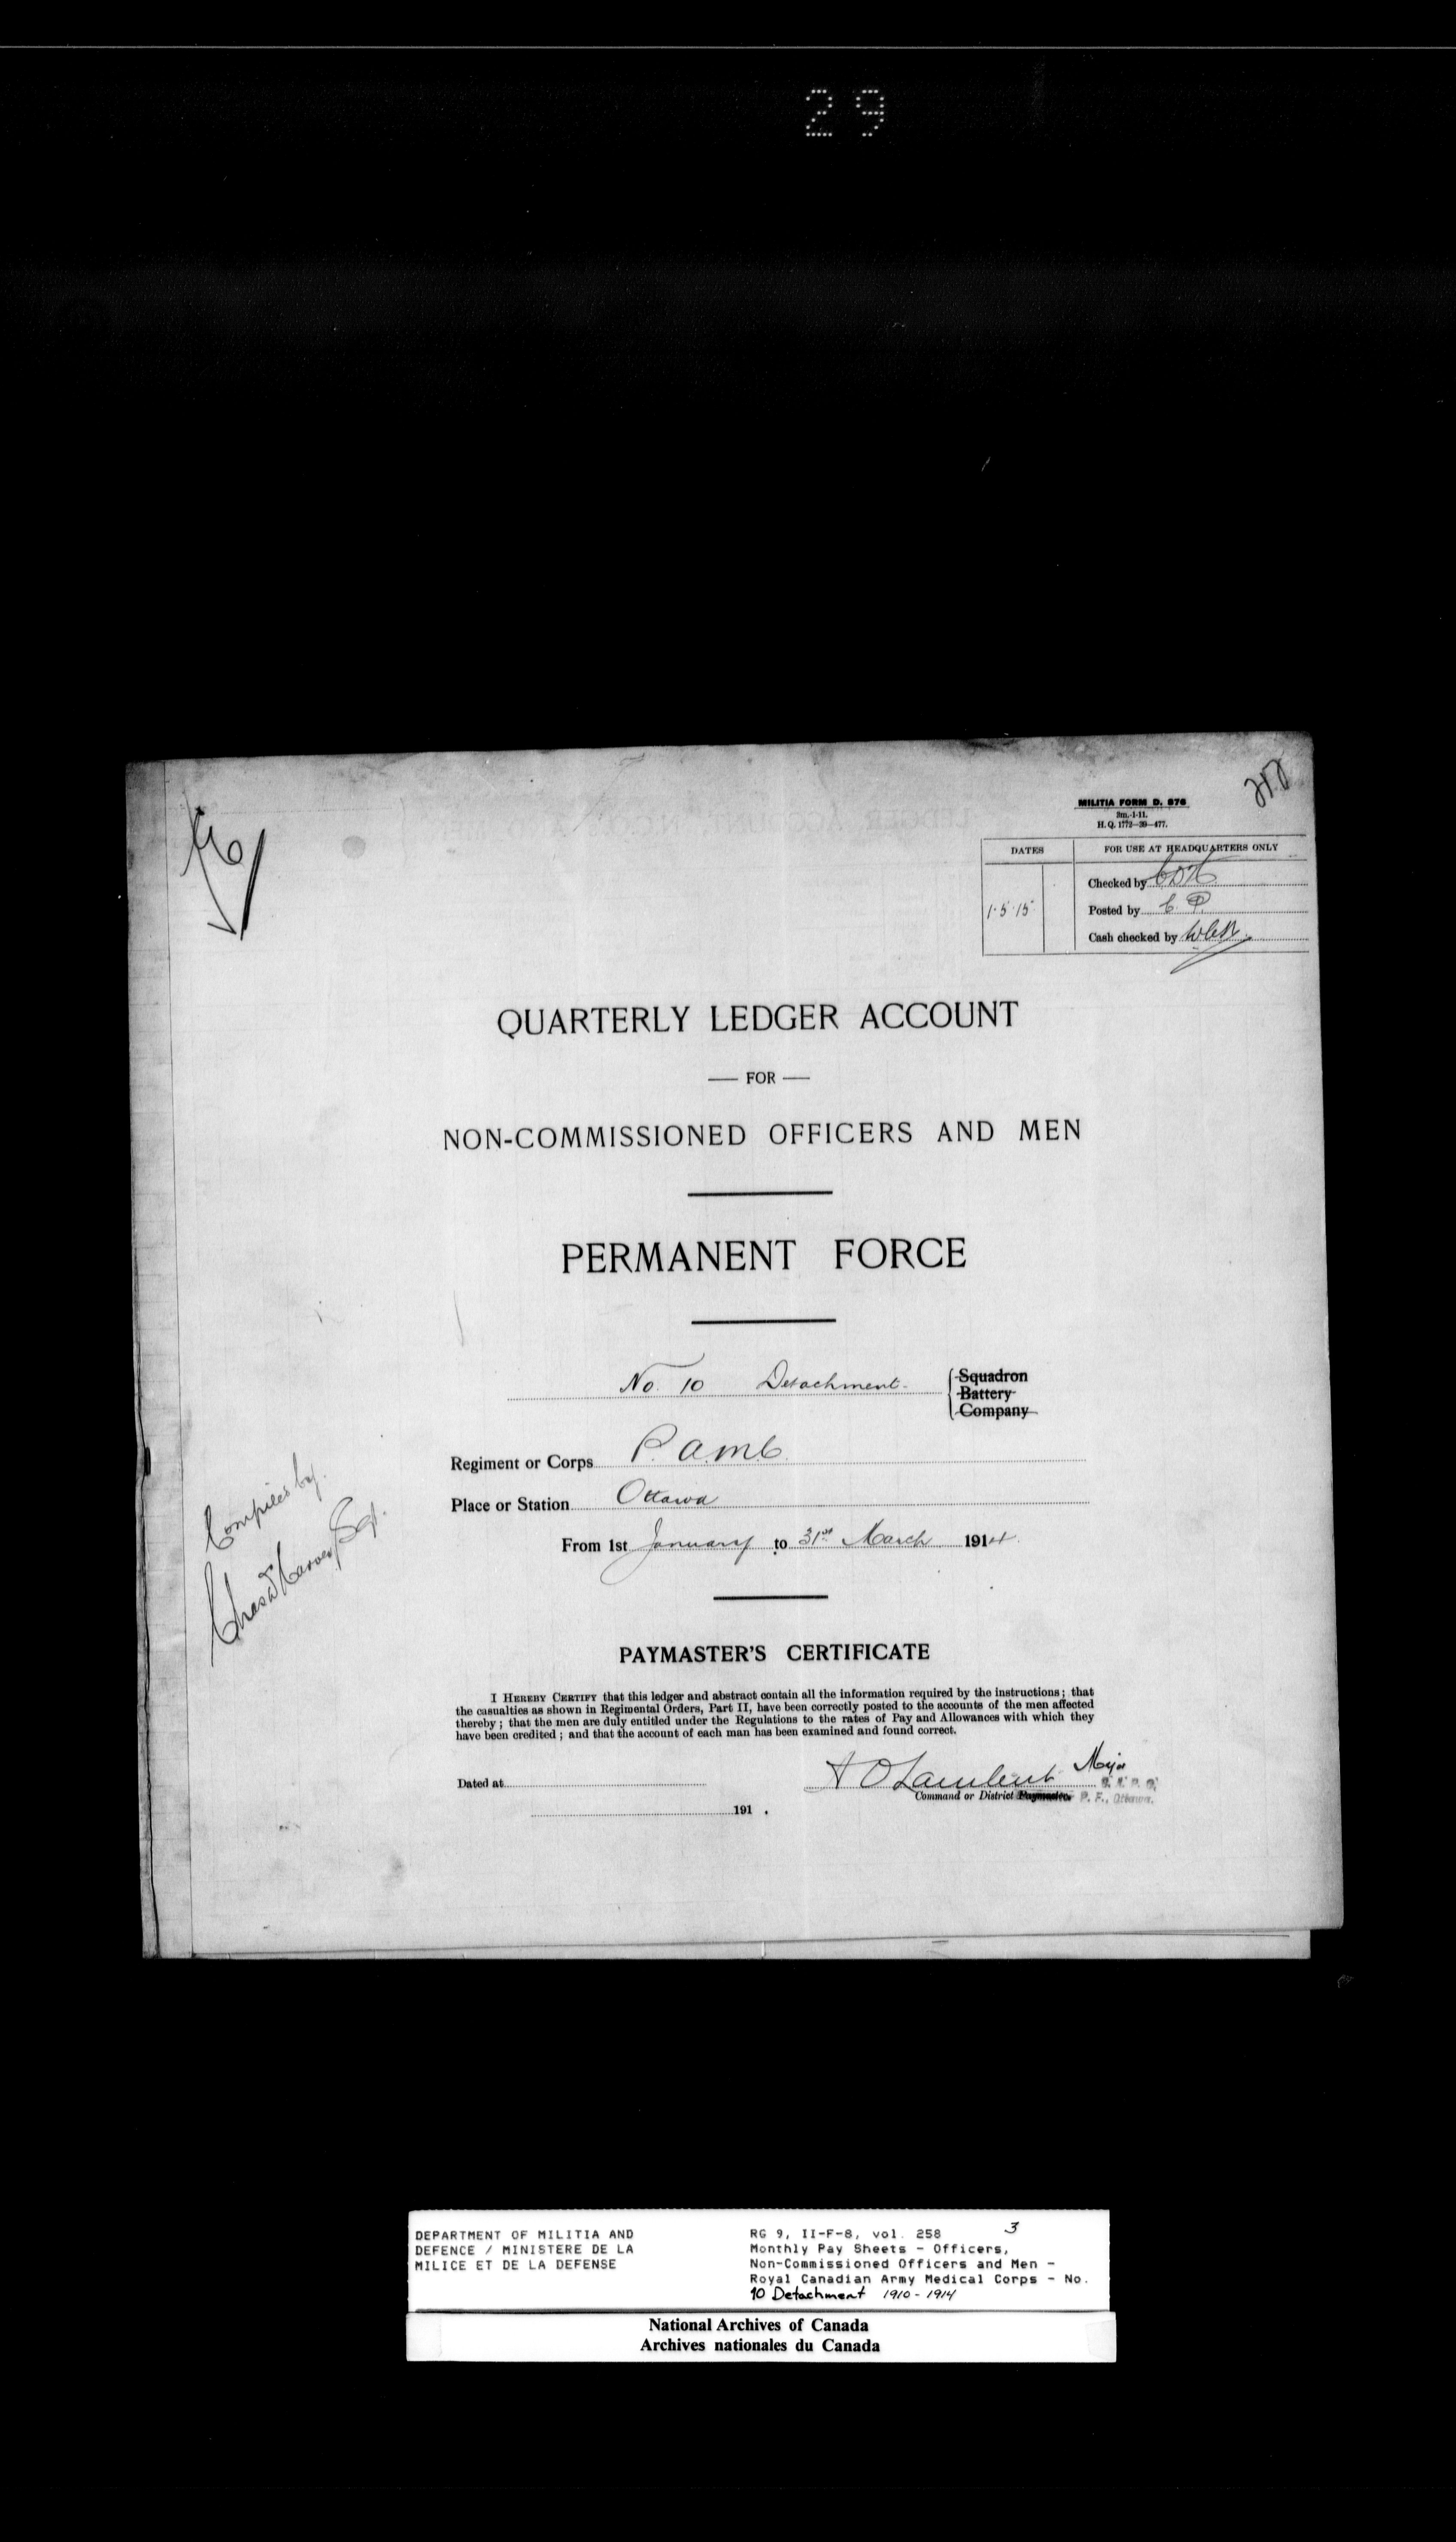 29
MILITIA FORM D. 876
2m.-1-11.
H. Q. 1772-39-477.
DATES
FOR USE AT HEADQUARTERS ONLY
Checked by
1·5·15
Posted by C. P.
Cash checked by
QUARTERLY LEDGER ACCOUNT
— FOR —
NON-COMMISSIONED OFFICERS AND MEN
PERMANENT FORCE
No. 10 Detachment.
Squadron
Battery
Company
Regiment or Corps P. A.M.C.
Place or Station Ottawa
From 1st January to 31st March 1914.
Compiled by
Chas
PAYMASTER'S CERTIFICATE
I HEREBY CERTIFY that this ledger and abstract contain all the information required by the instructions ; that
the casualties as shown in Regimental Orders, Part II, have been correctly posted to the accounts of the men affected
thereby ; that the men are duly entitled under the Regulations to the rates of Pay and Allowances with which they
have been credited ; and that the account of each man has been examined and found correct.
A O Lambert Major
Dated at
Command or District Paymaster P. F., Ottawa.
191 .
DEPARTMENT OF MILITIA AND
DEFENCE / MINISTERE DE LA
MILICE ET DE LA DEFENSE
RG 9, II-F-8, vol. 258 3
Monthly Pay Sheets - Officers,
Non-Commissioned Officers and Men -
Royal Canadian Army Medical Corps - No.
10 Detachment 1910 - 1914
National Archives of Canada
Archives nationales du Canada